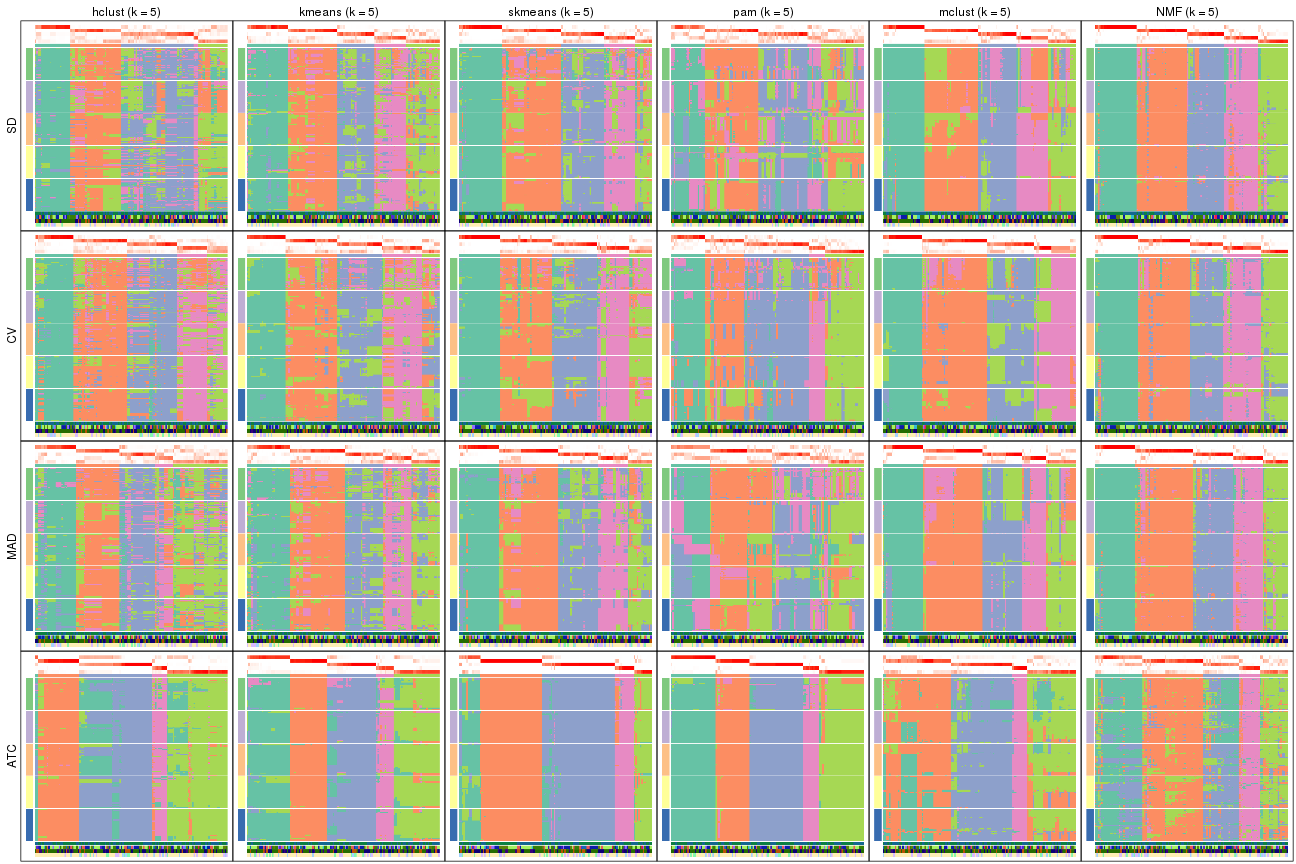 hclust (k = 5) kmeans (k = 5) skmeans (k = 5) pam (k = 5) mclust (k = 5) NMF (k = 5)
SD
CV
MAD
ATC